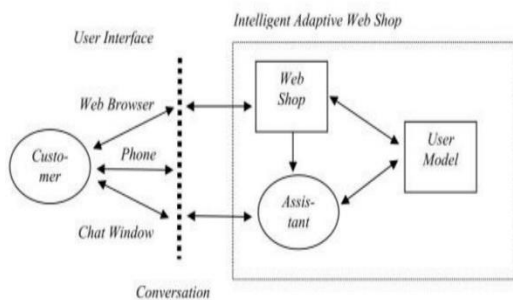 Intelligent Adaptive Web Shop
User Interface
Web
Shop
Web Browser
User
Model
Custo-
mer
Phone
Assis-
tant
Chat Window
Conversation